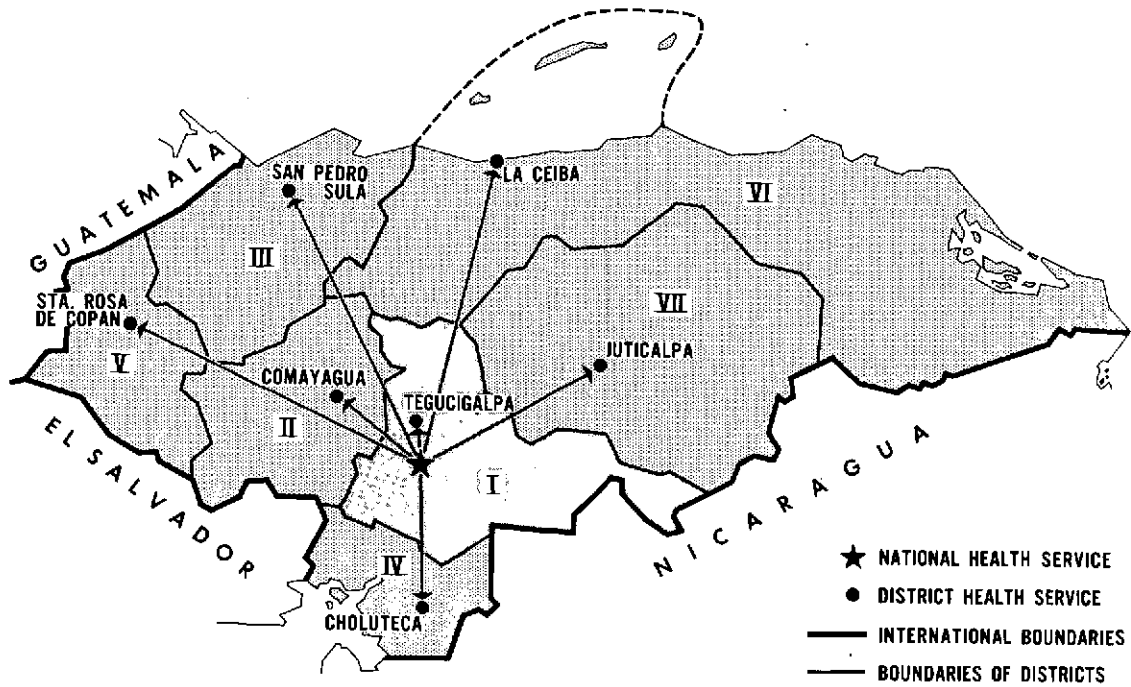 GUATEMALA
SAN PEDRO
SULA
LA CEIBA
VI
III
STA. ROSA
DE COPAN
VII
V
JUTICALPA
COMAYAGUA
TEGUCIGALPA
II
I
EL SALVADOR
NICARAGUA
IV
CHOLUTECA
NATIONAL HEALTH SERVICE
DISTRICT HEALTH SERVICE
INTERNATIONAL BOUNDARIES
BOUNDARIES OF DISTRICTS